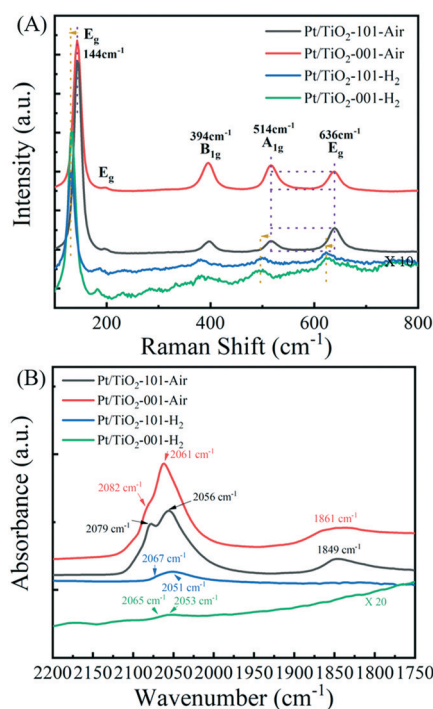 (A)
Eg
144cm-1
Pt/TiO2-101-Air
Pt/TiO2-001-Air
Pt/TiO2-101-H2
Pt/TiO2-001-H2
Eg
394cm-1
B1g
514cm-1
A1g
636cm-1
Eg
X 10
Intensity (a.u.)
200 400 600 800
Raman Shift (cm-1)
(B)
Pt/TiO2-101-Air
Pt/TiO2-001-Air
Pt/TiO2-101-H2
Pt/TiO2-001-H2
2061 cm-1
2082 cm-1
2056 cm-1
2079 cm-1
1861 cm-1
1849 cm-1
2067 cm-1
2051 cm-1
2065 cm-1
2053 cm-1
X 20
Absorbance (a.u.)
2200 2150 2100 2050 2000 1950 1900 1850 1800 1750
Wavenumber (cm-1)